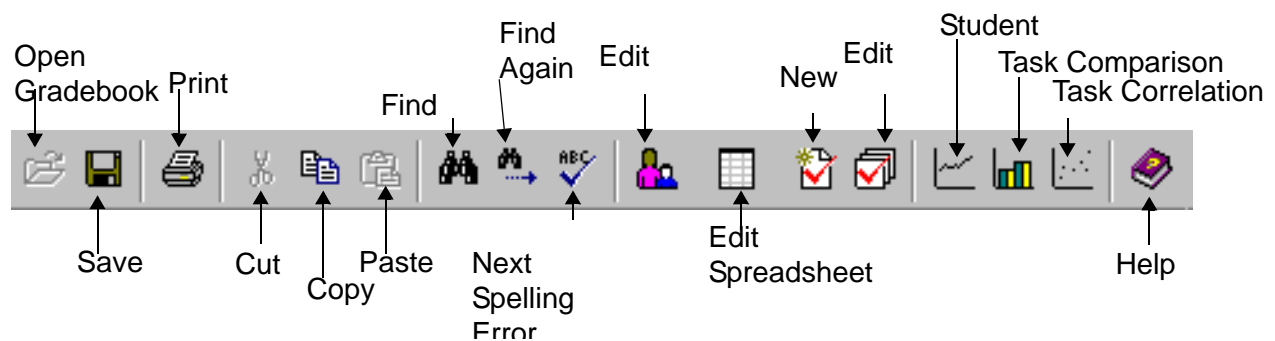 Open
Gradebook
Print
Find
Find
Again
Edit
New
Edit
Student
Task Comparison
Task Correlation
ABC
Save
Cut
Copy
Paste
Next
Spelling
Error
Edit
Spreadsheet
Help